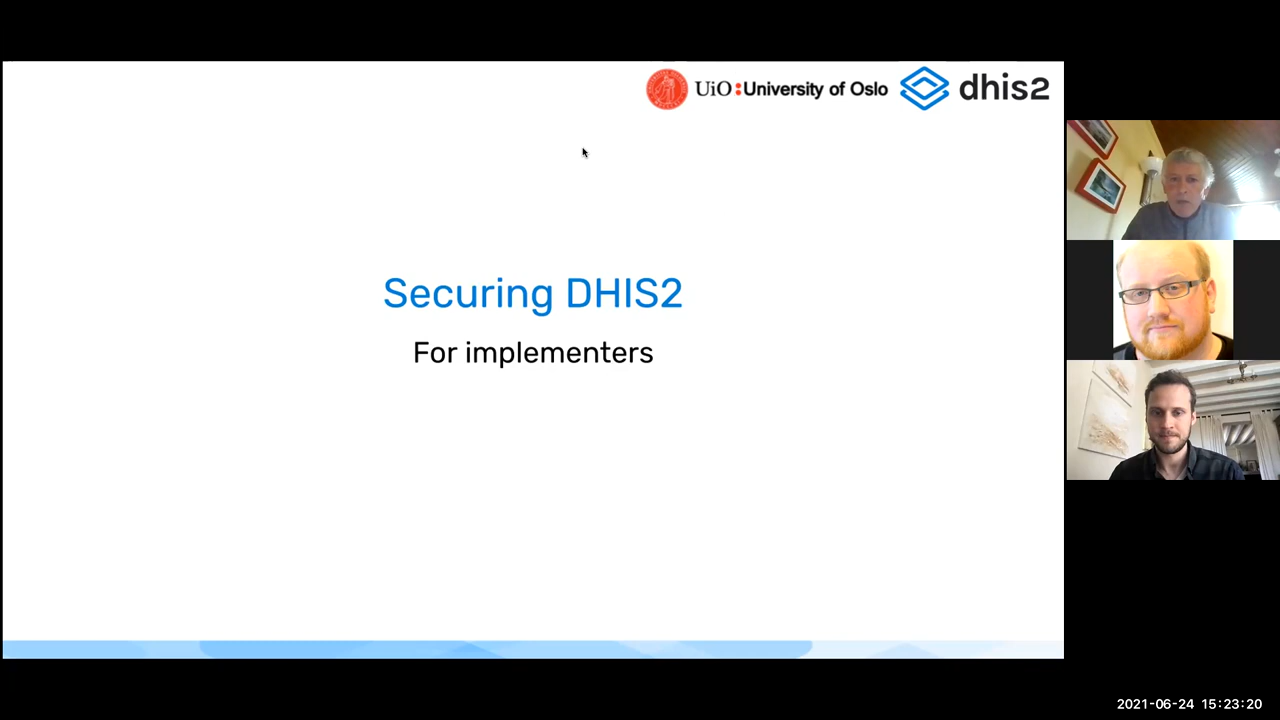 UiO:University of Oslo dhis2
Securing DHIS2
For implementers
2021-06-24 15:23:20